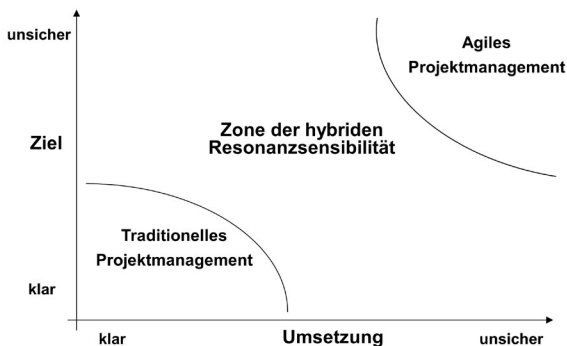 unsicher
Agiles
Projektmanagement
Zone der hybriden
Resonanzsensibilität
Ziel
Traditionelles
Projektmanagement
klar
klar
Umsetzung
unsicher